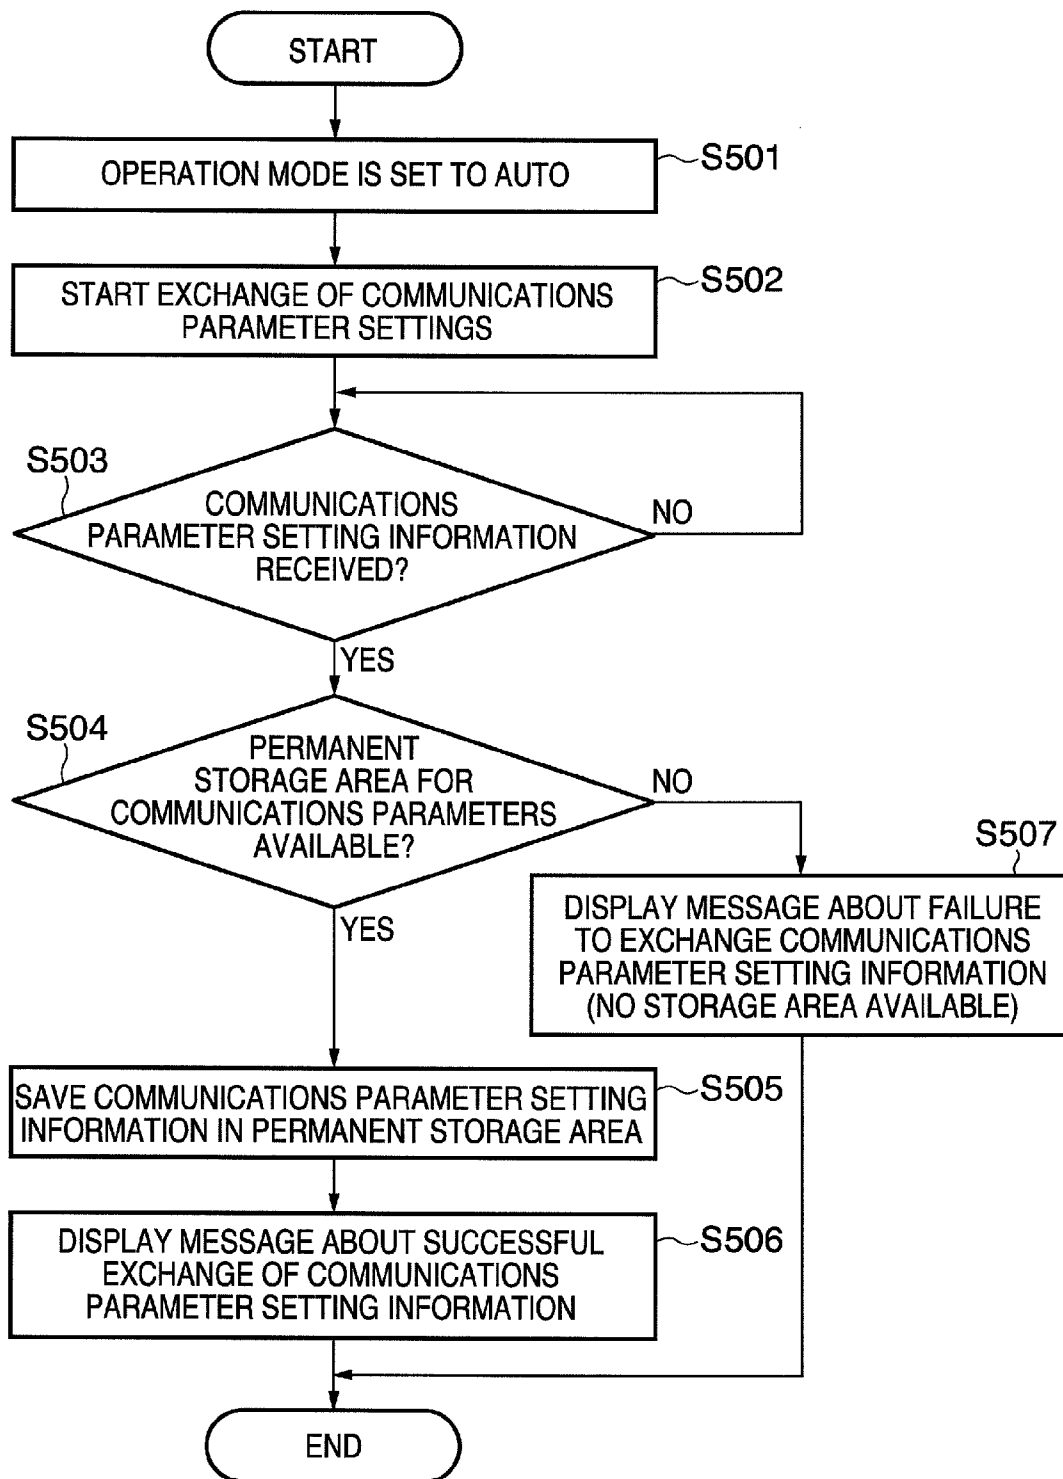 START
OPERATION MODE IS SET TO AUTO
S501
START EXCHANGE OF COMMUNICATIONS
PARAMETER SETTINGS
S502
S503
COMMUNICATIONS
PARAMETER SETTING INFORMATION
RECEIVED?
NO
YES
S504
PERMANENT
STORAGE AREA FOR
COMMUNICATIONS PARAMETERS
AVAILABLE?
NO
YES
S507
DISPLAY MESSAGE ABOUT FAILURE
TO EXCHANGE COMMUNICATIONS
PARAMETER SETTING INFORMATION
(NO STORAGE AREA AVAILABLE)
SAVE COMMUNICATIONS PARAMETER SETTING
INFORMATION IN PERMANENT STORAGE AREA
S505
DISPLAY MESSAGE ABOUT SUCCESSFUL
EXCHANGE OF COMMUNICATIONS
PARAMETER SETTING INFORMATION
S506
END